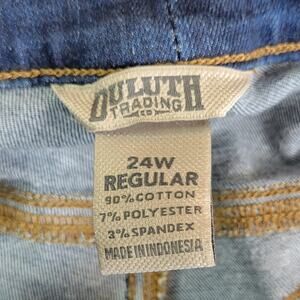 DULUTH
TRADING
CO
24W
REGULAR
90% COTTON
7% POLYESTER
3% SPANDEX
MADE IN INDONESIA